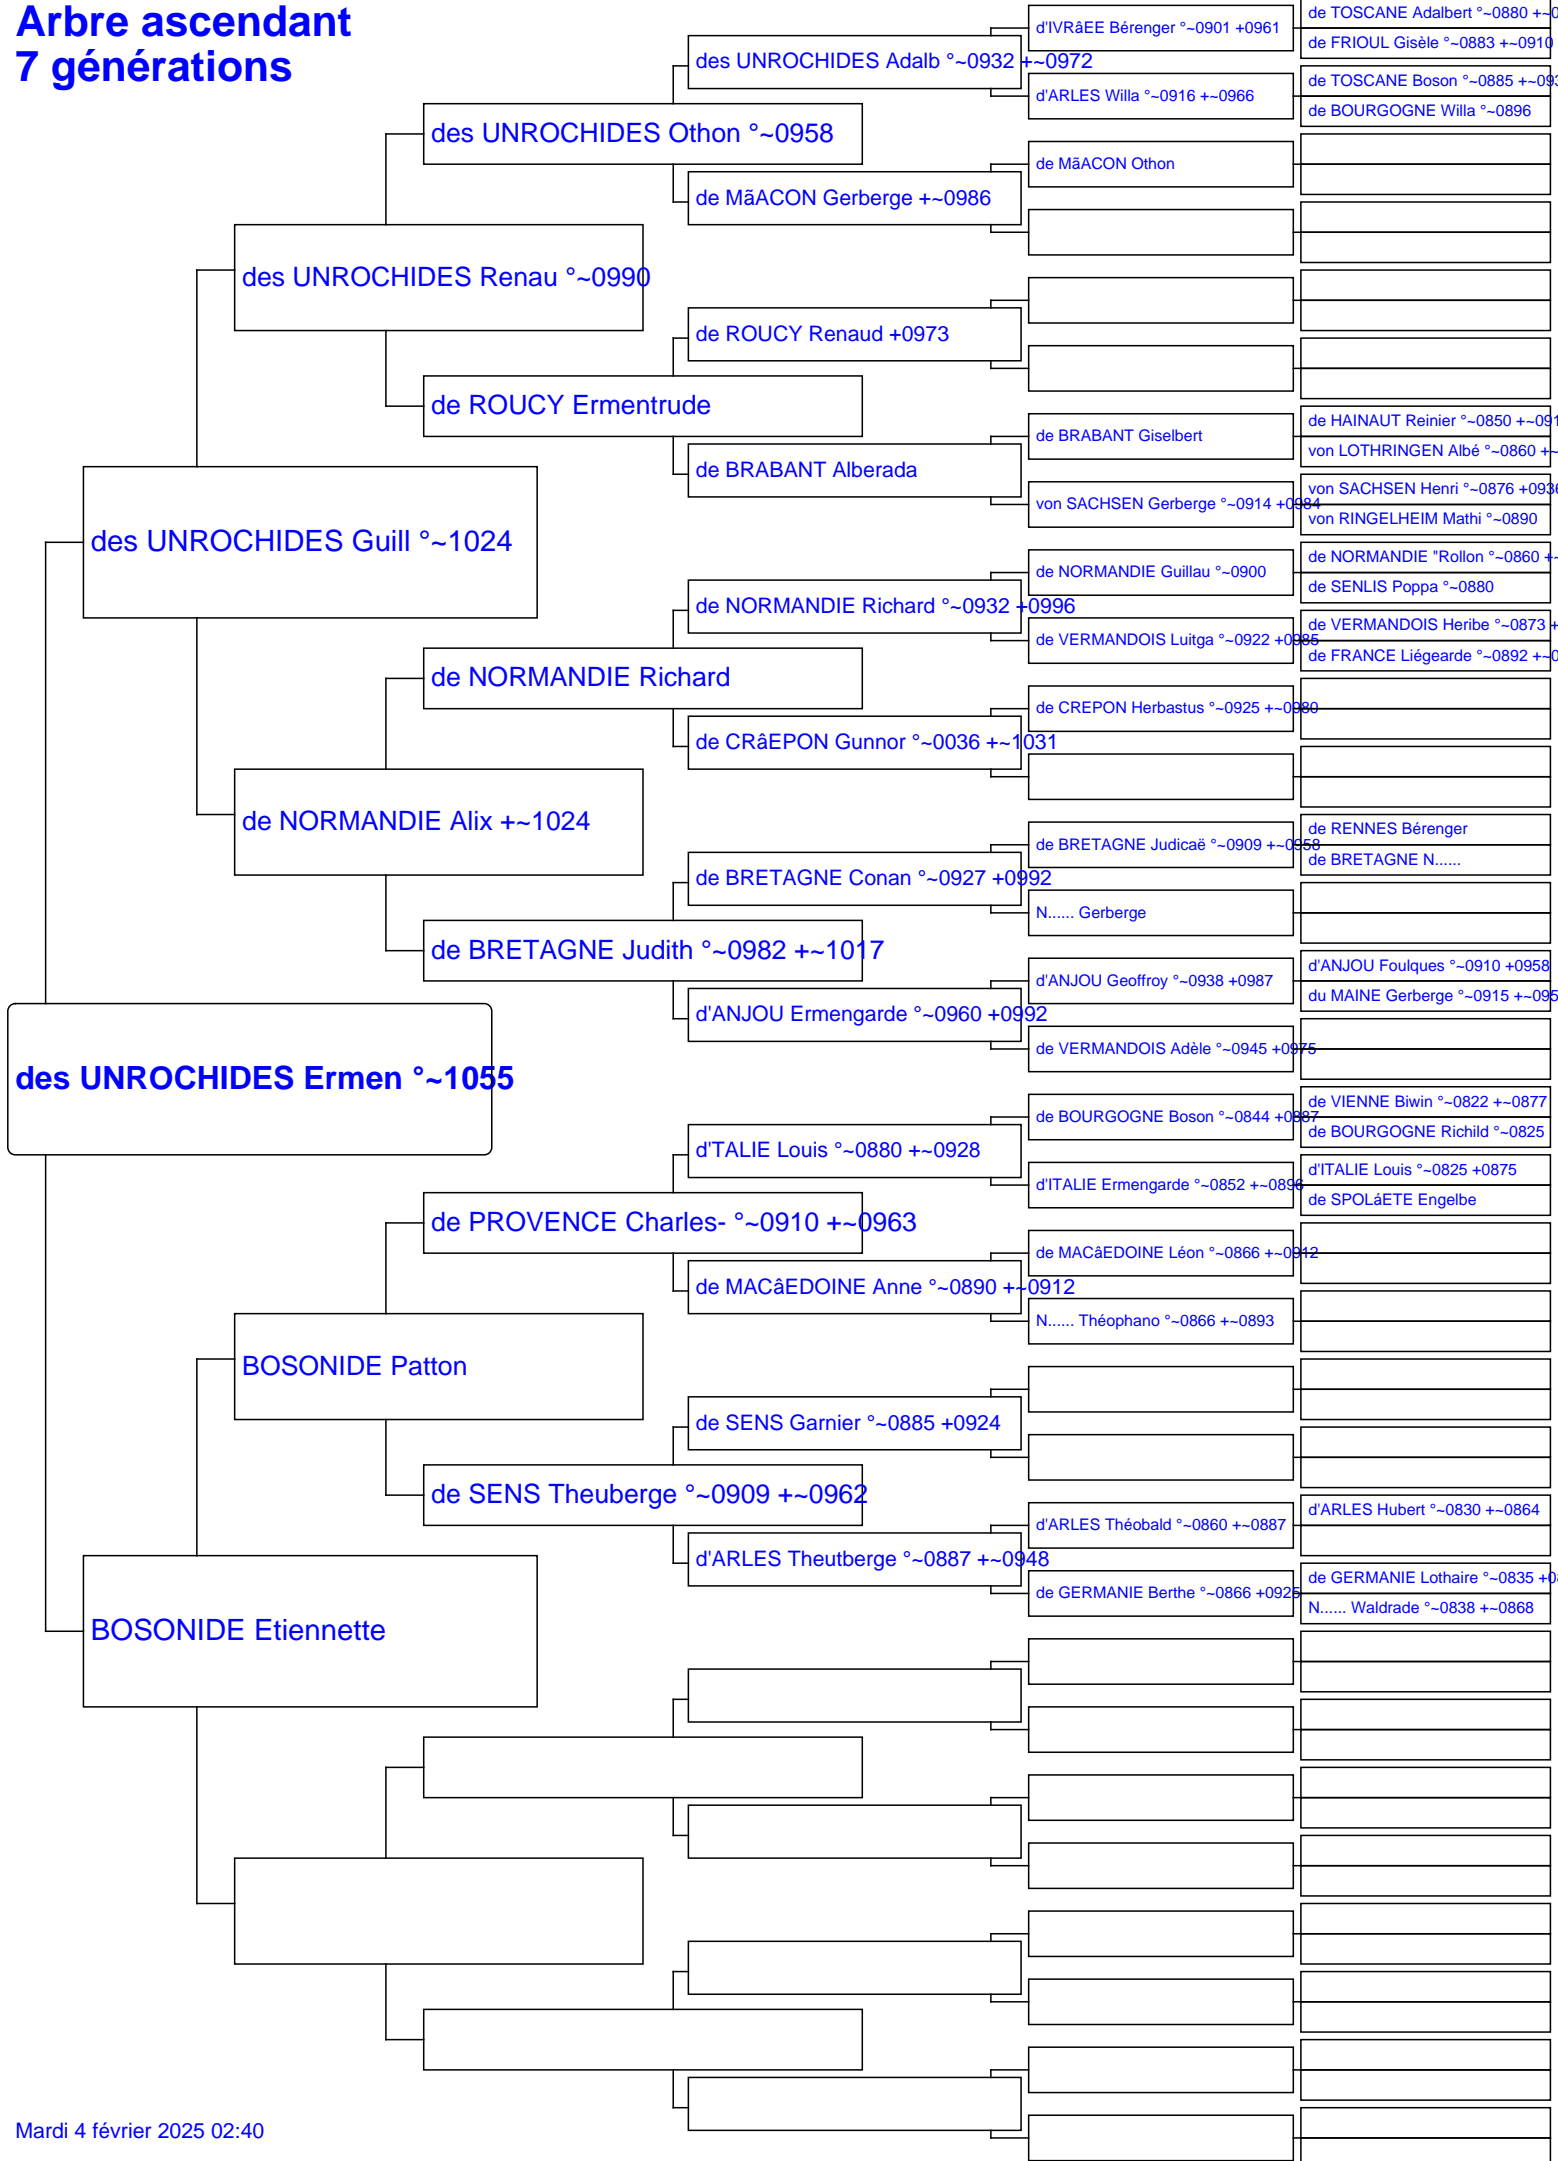 Arbre ascendant
7 générations
de TOSCANE Adalbert °~0880 +~0
d'IVRâEE Bérenger °~0901 +0961
de FRIOUL Gisèle °~0883 +~0910
des UNROCHIDES Adalb °~0932 +~0972
de TOSCANE Boson °~0885 +~093
d'ARLES Willa °~0916 +~0966
de BOURGOGNE Willa °~0896
des UNROCHIDES Othon °~0958
de MãACON Othon
de MãACON Gerberge +~0986
des UNROCHIDES Renau °~0990
de ROUCY Renaud +0973
de ROUCY Ermentrude
de HAINAUT Reinier °~0850 +~091
de BRABANT Giselbert
von LOTHRINGEN Albé °~0860 +~
de BRABANT Alberada
von SACHSEN Henri °~0876 +0936
von SACHSEN Gerberge °~0914 +0984
von RINGELHEIM Mathi °~0890
des UNROCHIDES Guill °~1024
de NORMANDIE "Rollon °~0860 +~
de NORMANDIE Guillau °~0900
de SENLIS Poppa °~0880
de NORMANDIE Richard °~0932 +0996
de VERMANDOIS Heribe °~0873 +
de VERMANDOIS Luitga °~0922 +0985
de FRANCE Liégearde °~0892 +~0
de NORMANDIE Richard
de CREPON Herbastus °~0925 +~0980
de CRâEPON Gunnor °~0036 +~1031
de NORMANDIE Alix +~1024
de RENNES Bérenger
de BRETAGNE Judicaë °~0909 +~0958
de BRETAGNE N......
de BRETAGNE Conan °~0927 +0992
N...... Gerberge
de BRETAGNE Judith °~0982 +~1017
d'ANJOU Foulques °~0910 +0958
d'ANJOU Geoffroy °~0938 +0987
du MAINE Gerberge °~0915 +~095
d'ANJOU Ermengarde °~0960 +0992
de VERMANDOIS Adèle °~0945 +0975
des UNROCHIDES Ermen °~1055
de VIENNE Biwin °~0822 +~0877
de BOURGOGNE Boson °~0844 +0887
de BOURGOGNE Richild °~0825
d'TALIE Louis °~0880 +~0928
d'ITALIE Louis °~0825 +0875
d'ITALIE Ermengarde °~0852 +~0896
de SPOLáETE Engelbe
de PROVENCE Charles- °~0910 +~0963
de MACâEDOINE Léon °~0866 +~0912
de MACâEDOINE Anne °~0890 +~0912
N...... Théophano °~0866 +~0893
BOSONIDE Patton
de SENS Garnier °~0885 +0924
de SENS Theuberge °~0909 +~0962
d'ARLES Hubert °~0830 +~0864
d'ARLES Théobald °~0860 +~0887
d'ARLES Theutberge °~0887 +~0948
de GERMANIE Lothaire °~0835 +08
de GERMANIE Berthe °~0866 +0925
N...... Waldrade °~0838 +~0868
BOSONIDE Etiennette
Mardi 4 février 2025 02:40